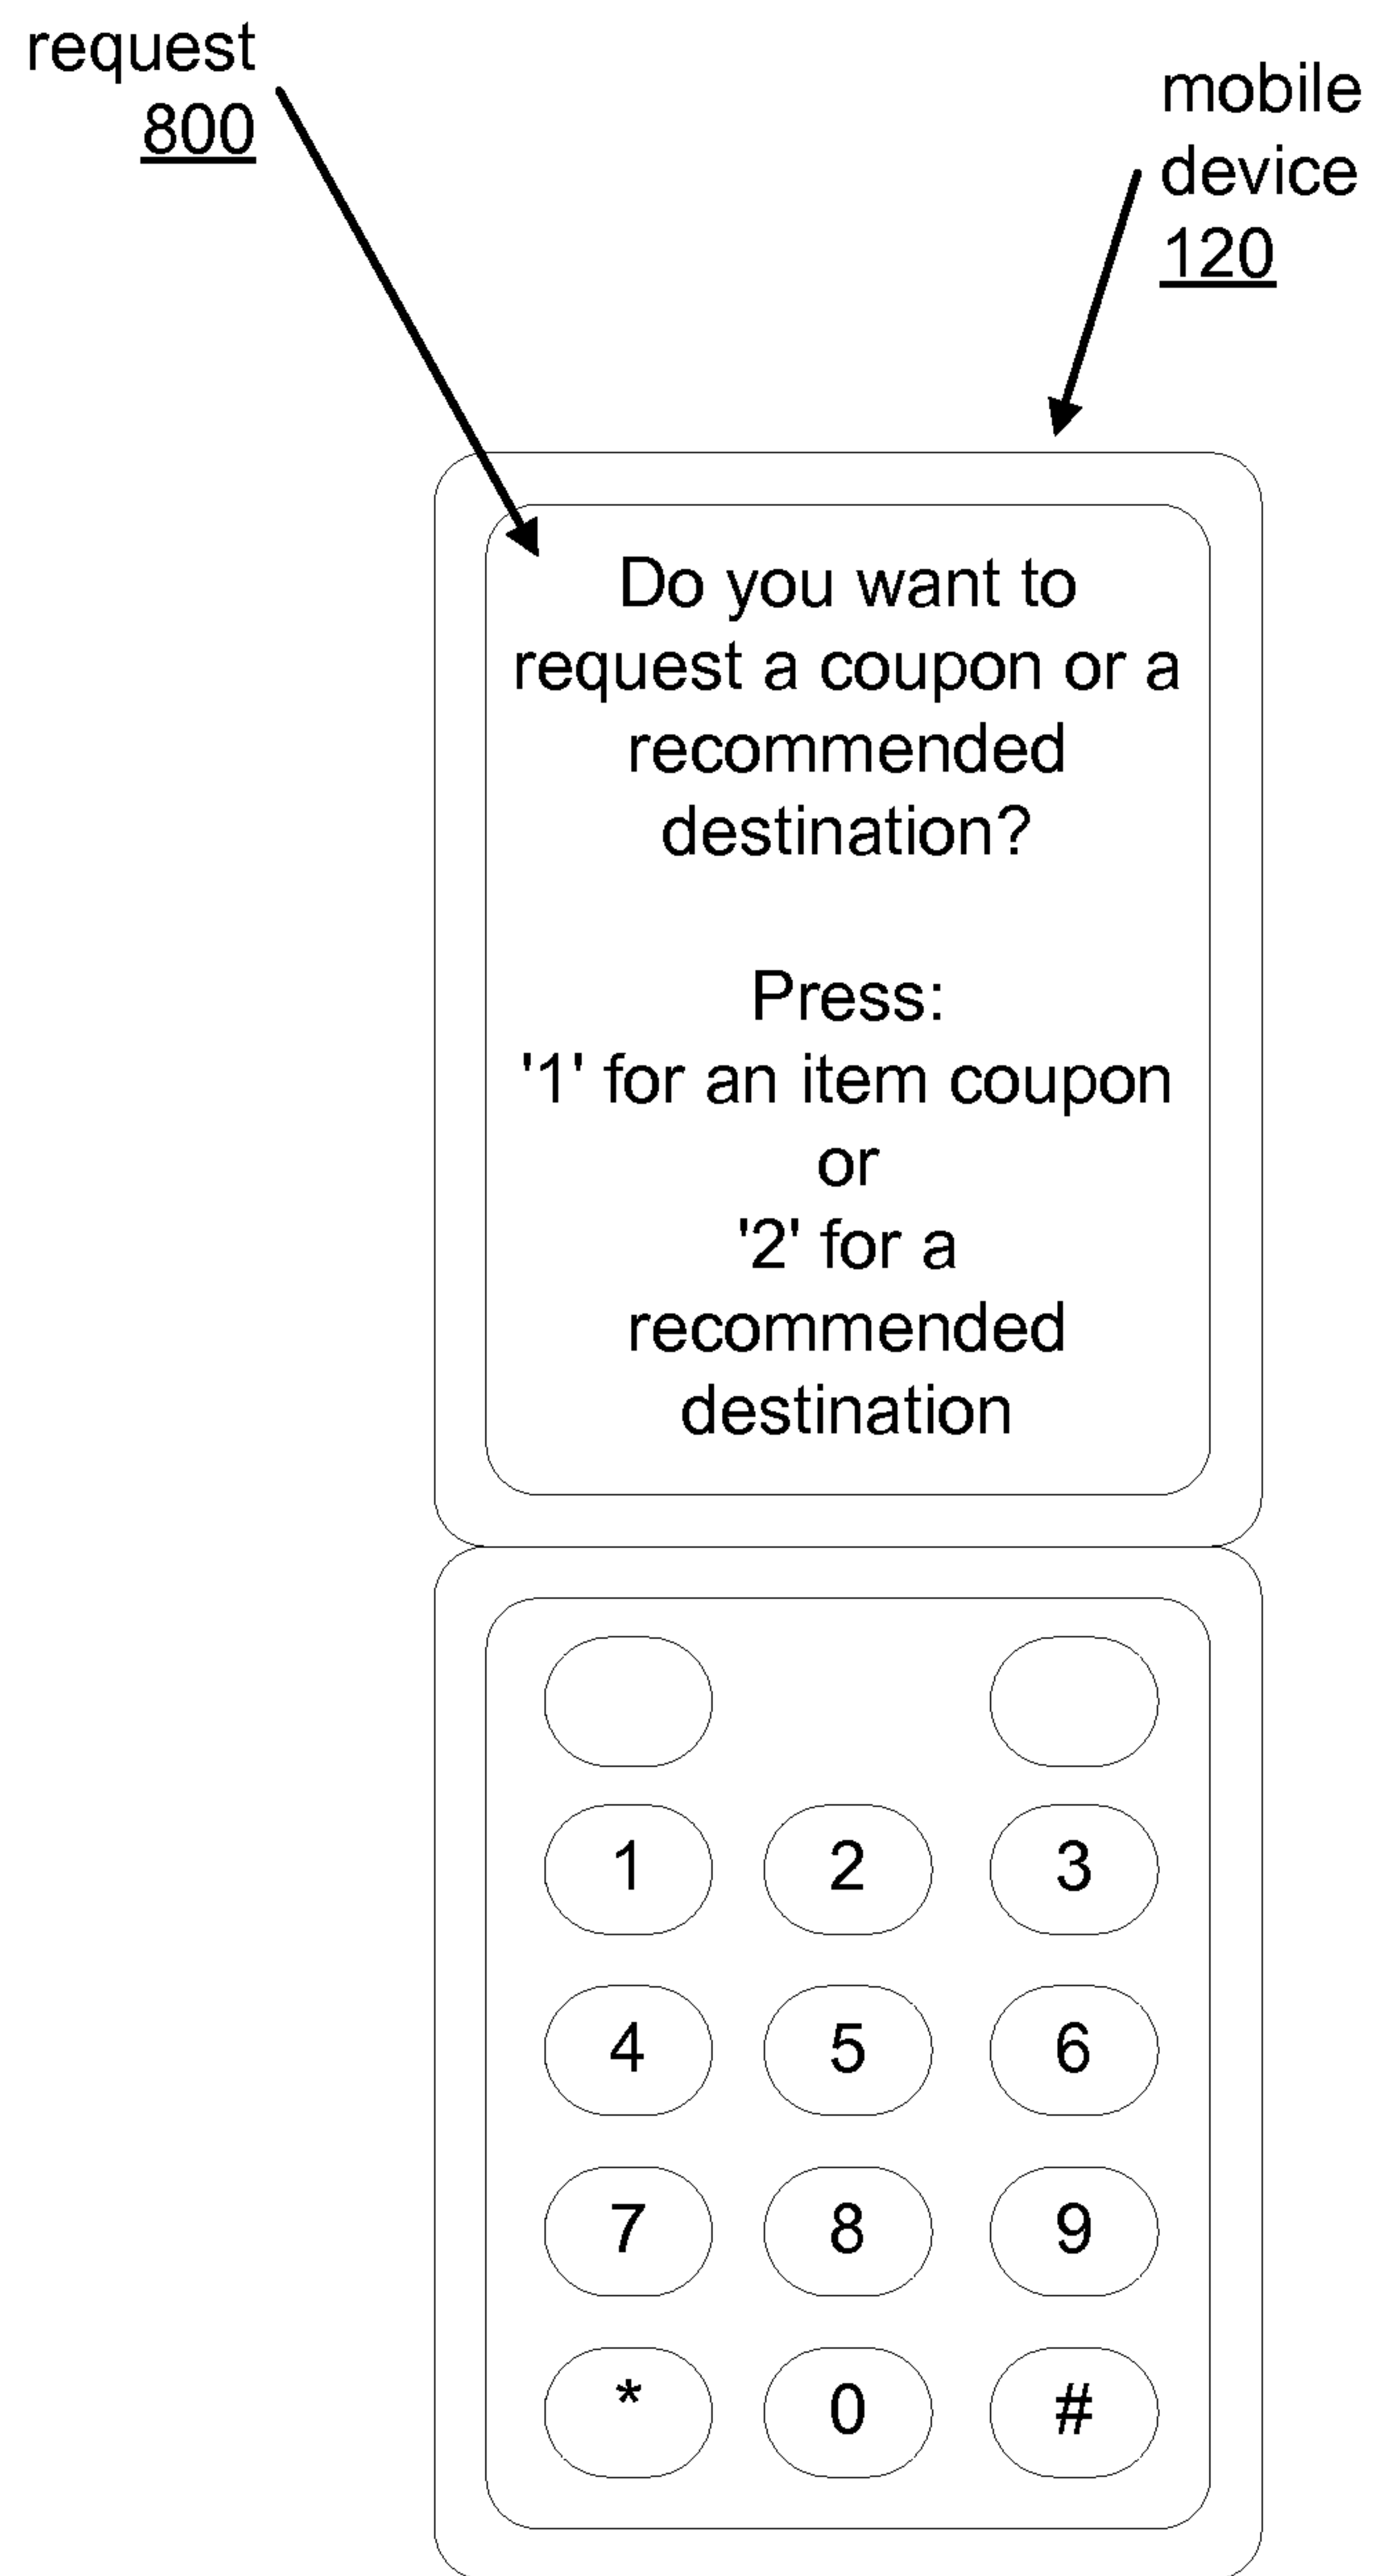 request
800
mobile
device
120
Do you want to
request a coupon or a
recommended
destination?
Press:
'1' for an item coupon
or
'2' for a
recommended
destination
1 2 3
4 5 6
7 8 9
* 0 #